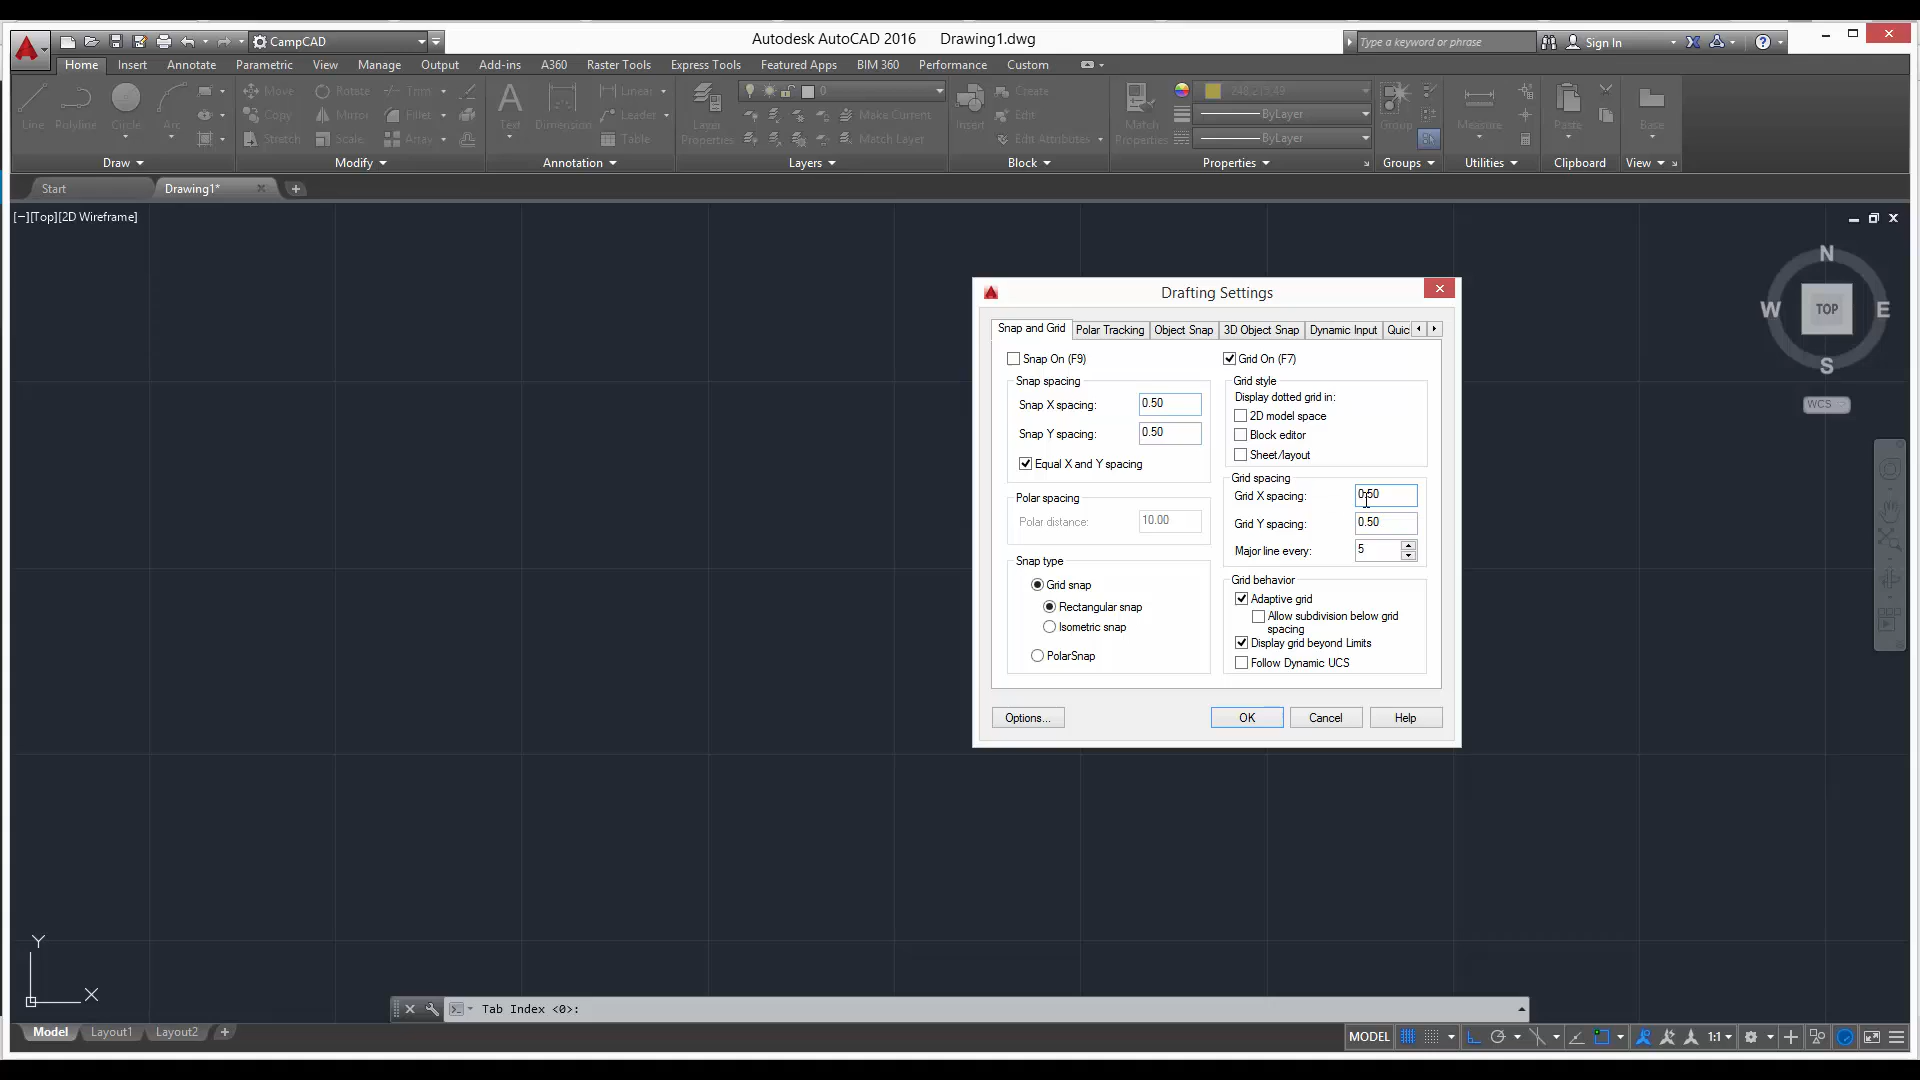 CampCAD
Autodesk AutoCAD 2016 Drawing1.dwg
Type a keyword or phrase
Sign In
Home Insert Annotate Parametric View Manage Output Add-ins A360 Raster Tools Express Tools Featured Apps BIM 360 Performance Custom
Line Polyline Circle Arc
Move Rotate Trim
Copy Mirror Fillet
Stretch Scale Array
Text Dimension
Linear
Leader
Table
Layer
Properties
0
Make Current
Match Layer
Insert
Create
Edit
Edit Attributes
Match
Properties
ByLayer
ByLayer
Group
Measure
Paste
Base
Draw Modify Annotation Layers Block Properties Groups Utilities Clipboard View
Start Drawing1*
[−][Top][2D Wireframe]
N
W TOP E
S
WCS
Drafting Settings
Snap and Grid Polar Tracking Object Snap 3D Object Snap Dynamic Input Quic
Snap On (F9)
Snap spacing
Snap X spacing: 0.50
Snap Y spacing: 0.50
Equal X and Y spacing
Polar spacing
Polar distance: 10.00
Snap type
Grid snap
Rectangular snap
Isometric snap
PolarSnap
Grid On (F7)
Grid style
Display dotted grid in:
2D model space
Block editor
Sheet/layout
Grid spacing
Grid X spacing: 0.50
Grid Y spacing: 0.50
Major line every: 5
Grid behavior
Adaptive grid
Allow subdivision below grid
spacing
Display grid beyond Limits
Follow Dynamic UCS
Options... OK Cancel Help
Y
X
Tab Index <0>:
Model Layout1 Layout2
MODEL 1:1